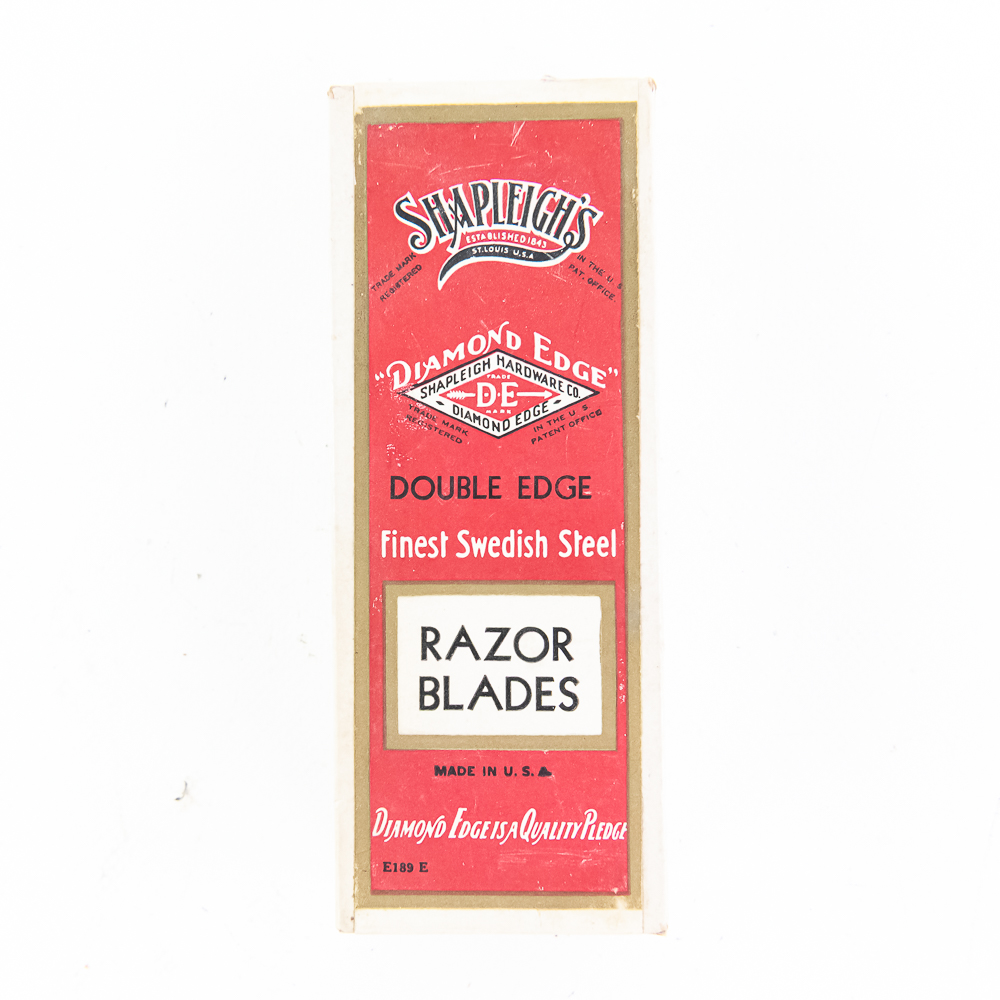 SHAPLEIGH'S
ESTABLISHED 1843
ST. LOUIS U.S.A
TRADE MARK
REGISTERED
IN THE U. S.
PAT. OFFICE.
"DIAMOND EDGE"
SHAPLEIGH HARDWARE CO.
TRADE
D·E
MARK
DIAMOND EDGE
TRADE MARK
REGISTERED
IN THE U S
PATENT OFFICE
DOUBLE EDGE
Finest Swedish Steel
RAZOR
BLADES
MADE IN U. S. A
DIAMOND EDGE IS A QUALITY PLEDGE
E189 E